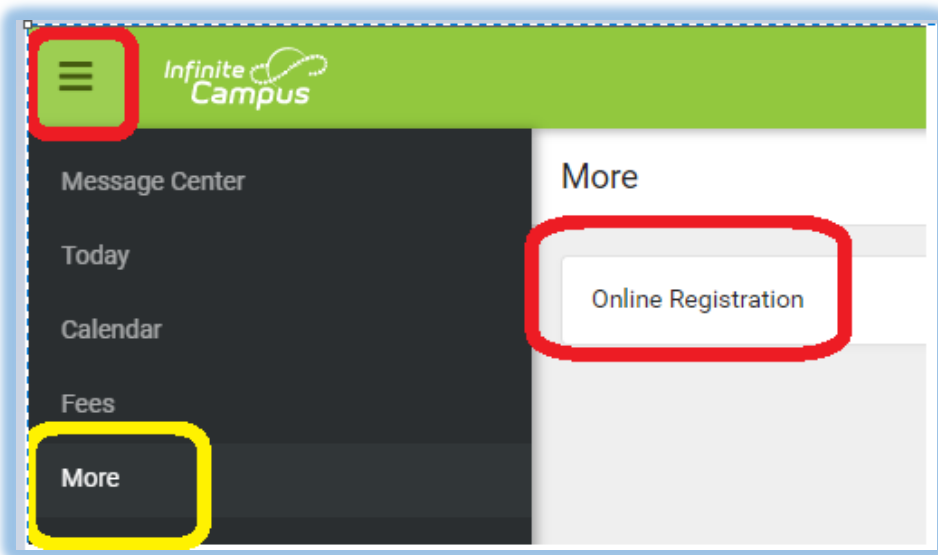 Infinite
Campus
Message Center
More
Today
Online Registration
Calendar
Fees
More